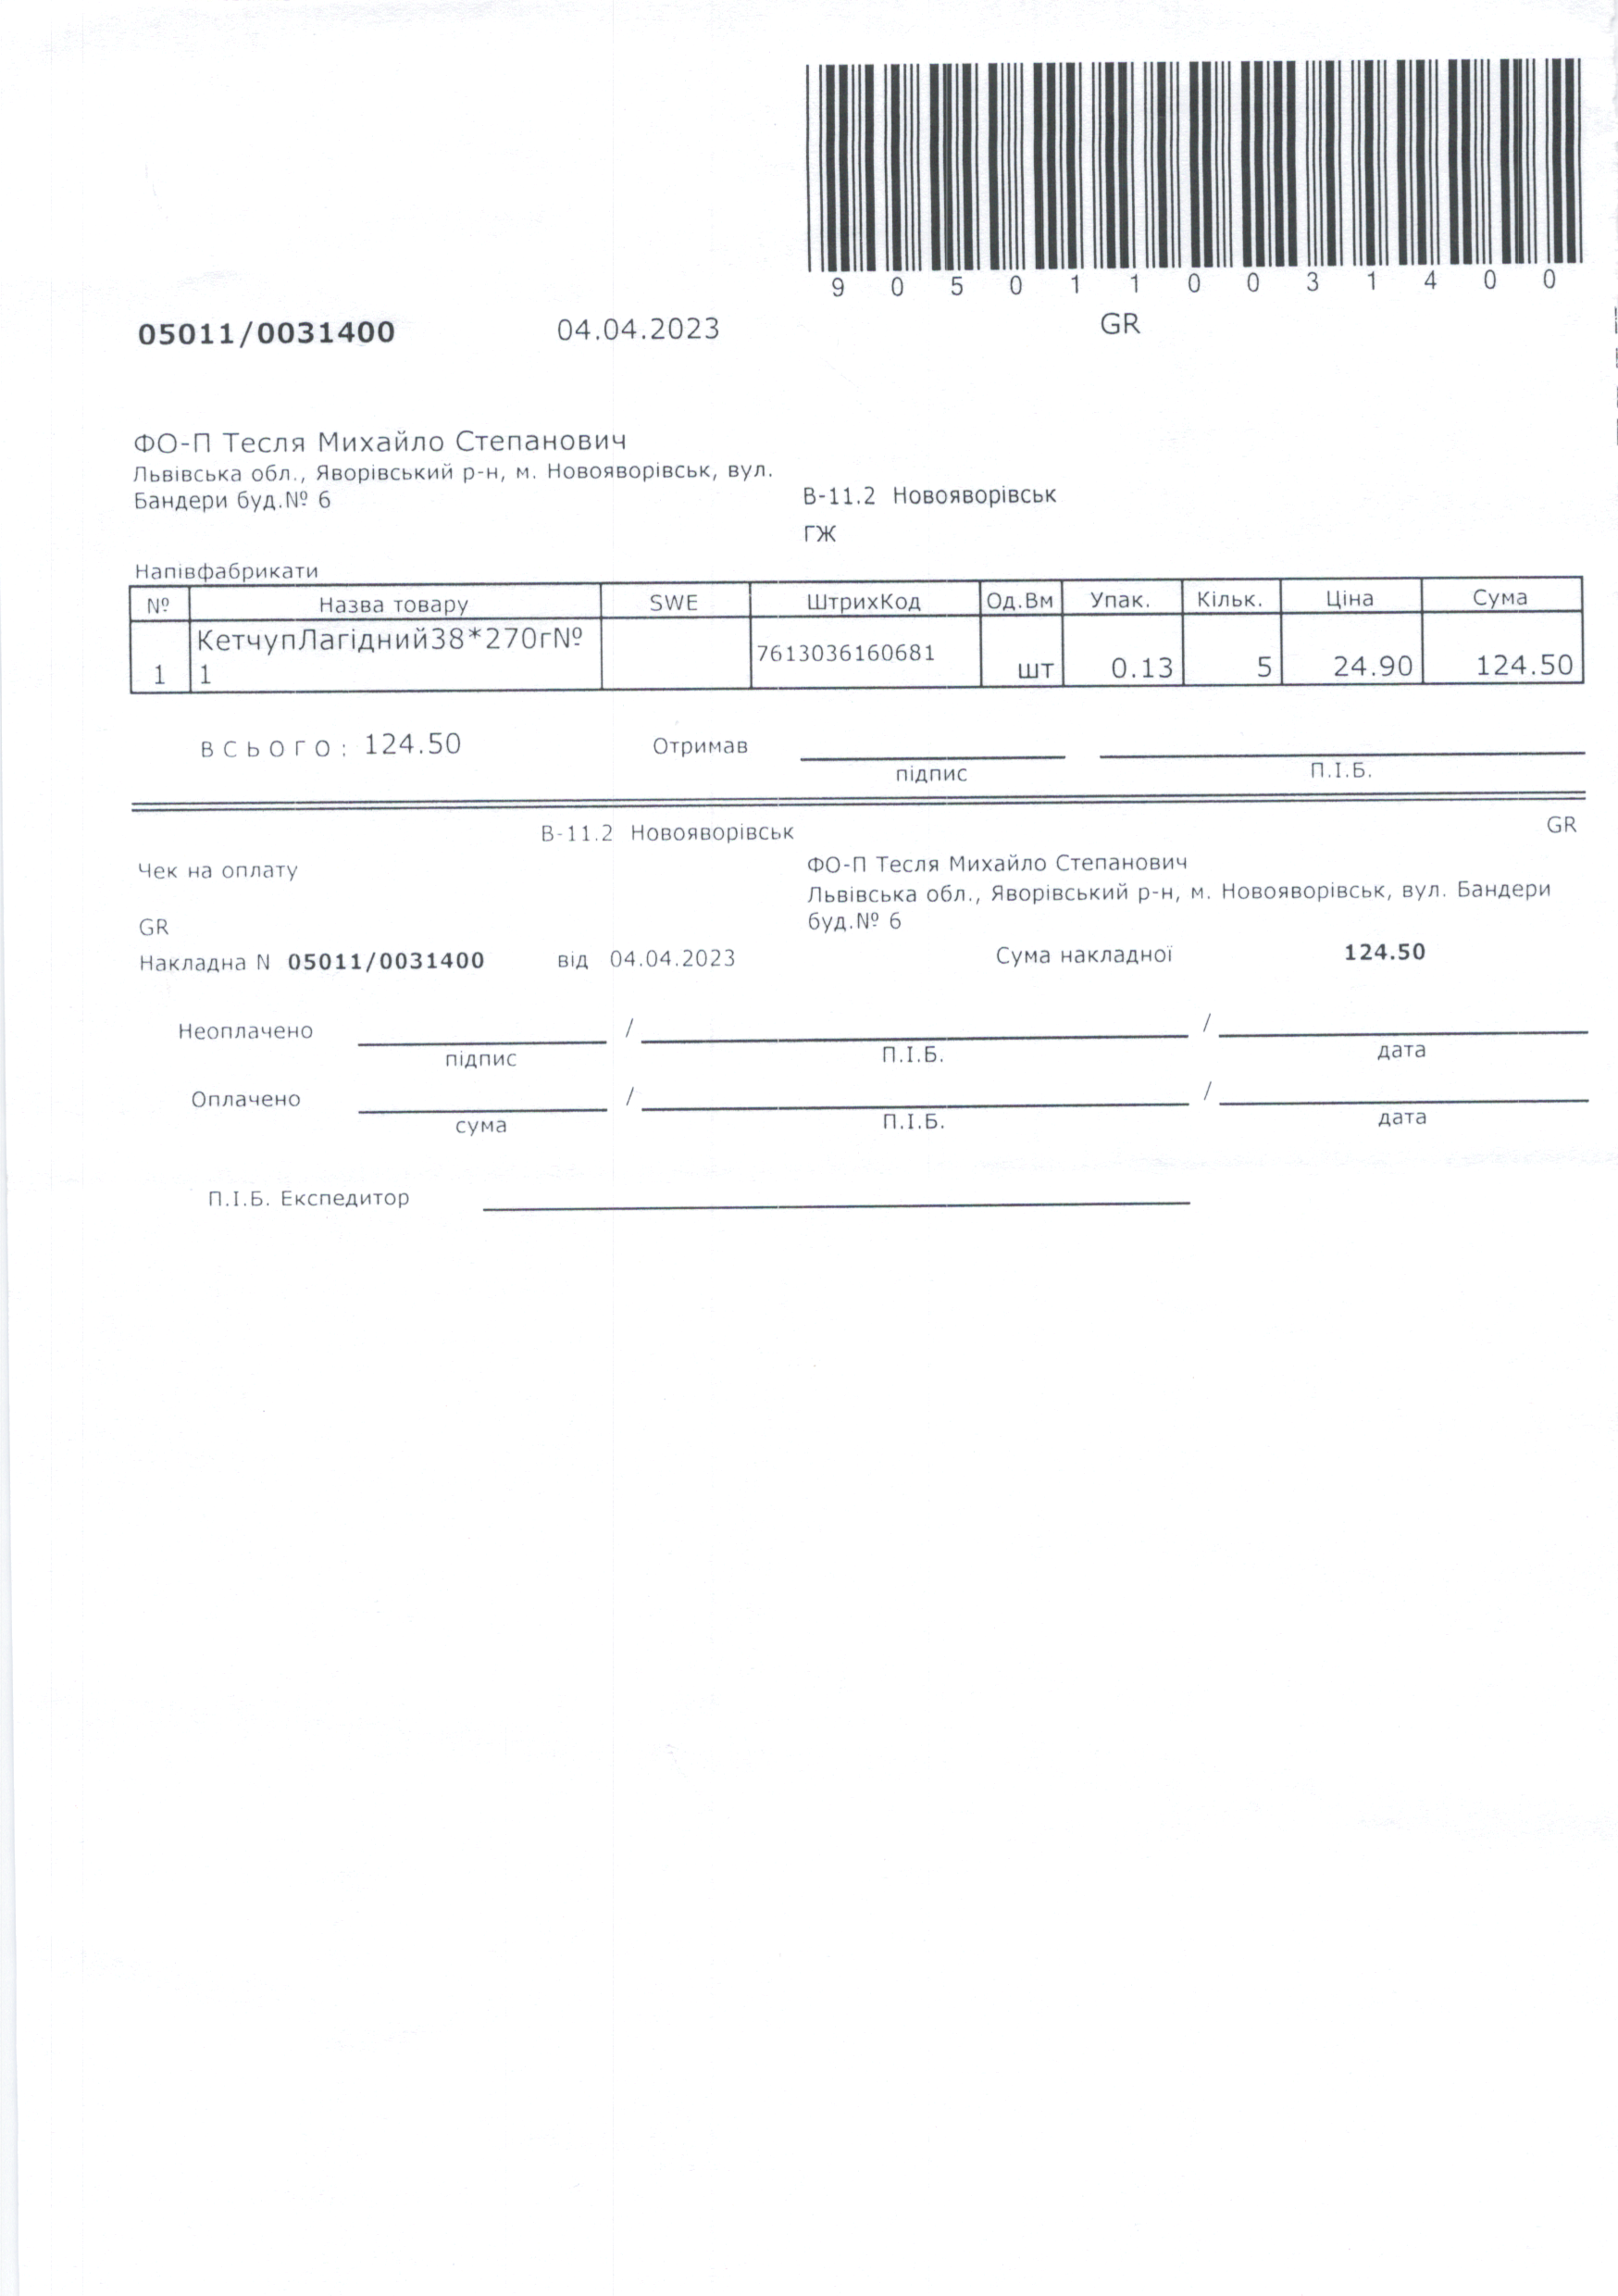 9 0 5 0 1 1 0 0 3 1 4 0 0
05011/0031400 04.04.2023 GR
ФО-П Тесля Михайло Степанович
Львівська обл., Яворівський р-н, м. Новояворівськ, вул.
Бандери буд.№ 6
В-11.2 Новояворівськ
ГЖ
Напівфабрикати
№ Назва товару SWE ШтрихКод Од.Вм Упак. Кільк. Ціна Сума
КетчупЛагідний38*270г№
1 1 7613036160681 шт 0.13 5 24.90 124.50
В С Ь О Г О : 124.50 Отримав
підпис П.І.Б.
В-11.2 Новояворівськ GR
Чек на оплату
ФО-П Тесля Михайло Степанович
Львівська обл., Яворівський р-н, м. Новояворівськ, вул. Бандери
буд.№ 6
GR
Накладна N 05011/0031400 від 04.04.2023 Сума накладної 124.50
Неоплачено / /
підпис П.І.Б. дата
Оплачено / /
сума П.І.Б. дата
П.І.Б. Експедитор